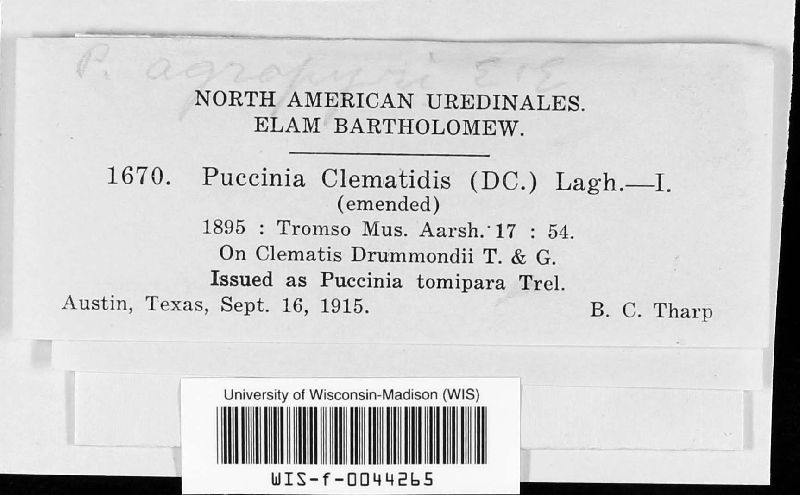 P. agropyri E & E
NORTH AMERICAN UREDINALES.
ELAM BARTHOLOMEW.
1670. Puccinia Clematidis (DC.) Lagh.—I.
(emended)
1895 : Tromso Mus. Aarsh. 17 : 54.
On Clematis Drummondii T. & G.
Issued as Puccinia tomipara Trel.
Austin, Texas, Sept. 16, 1915. B. C. Tharp
University of Wisconsin-Madison (WIS)
WIS-f-0044265